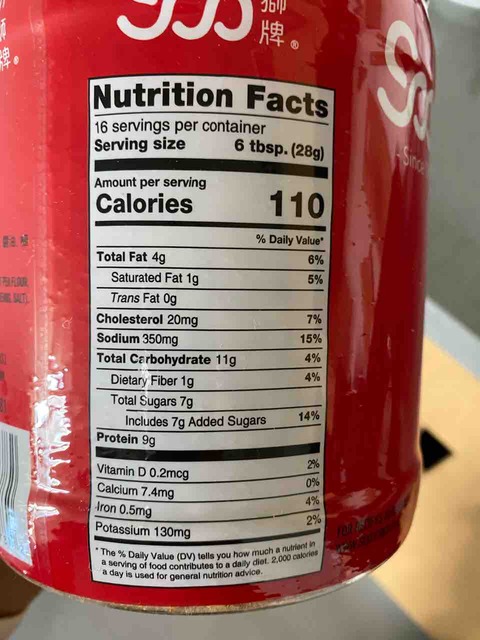 獅
牌®
牌®
Since
Nutrition Facts
16 servings per container
Serving size 6 tbsp. (28g)
Amount per serving
Calories 110
% Daily Value*
Total Fat 4g 6%
Saturated Fat 1g 5%
Trans Fat 0g
Cholesterol 20mg 7%
Sodium 350mg 15%
Total Carbohydrate 11g 4%
Dietary Fiber 1g 4%
Total Sugars 7g
Includes 7g Added Sugars 14%
Protein 9g
Vitamin D 0.2mcg 2%
Calcium 7.4mg 0%
Iron 0.5mg 4%
Potassium 130mg 2%
* The % Daily Value (DV) tells you how much a nutrient in
a serving of food contributes to a daily diet. 2,000 calories
a day is used for general nutrition advice.